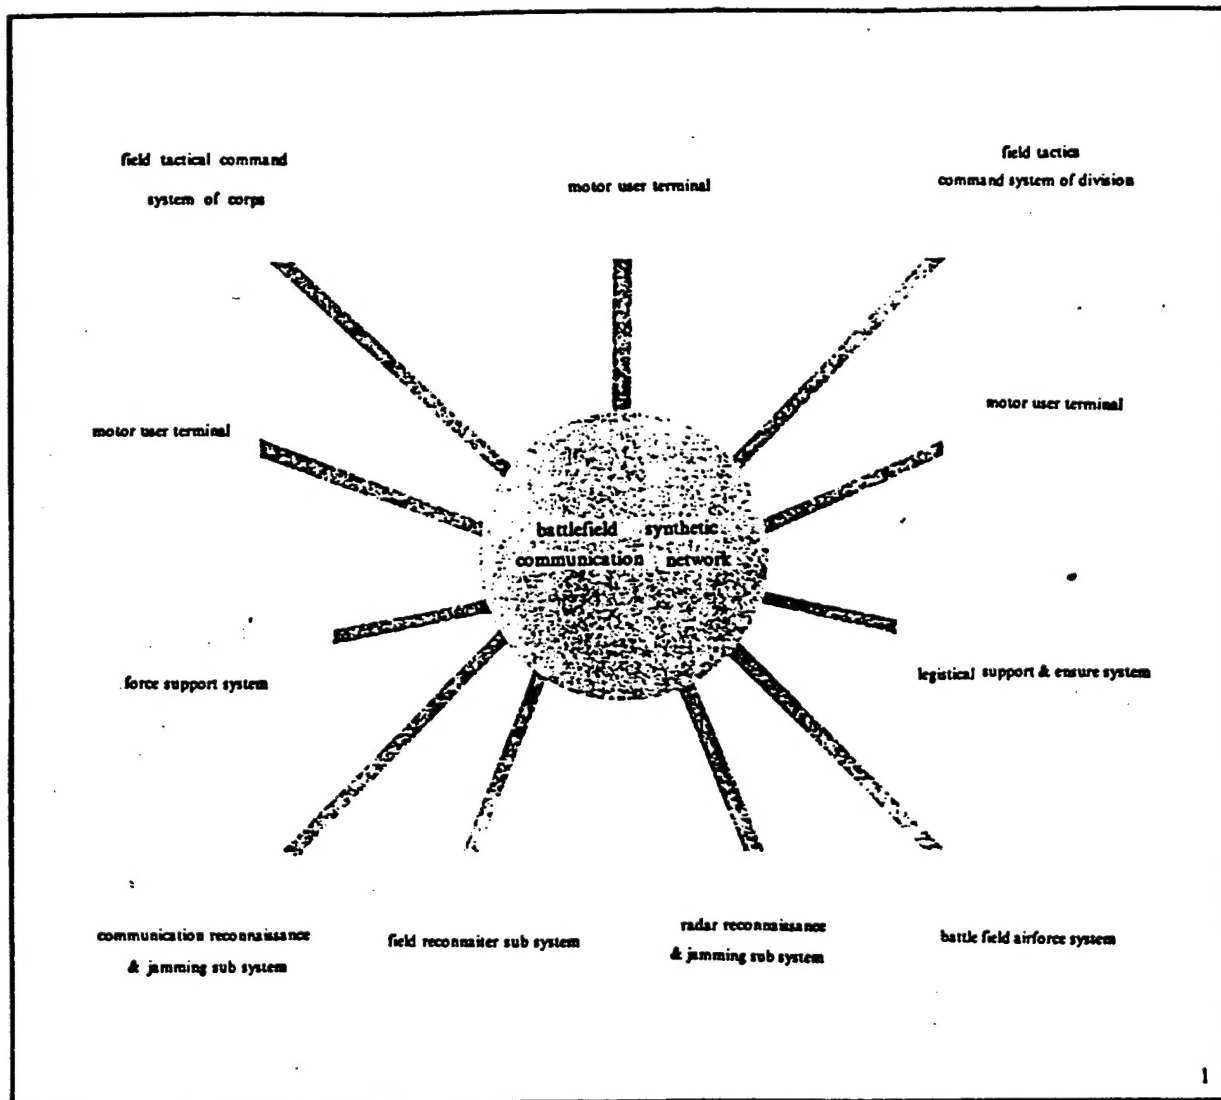 field tactical command
system of corps
motor user terminal
field tactics
command system of division
motor user terminal
motor user terminal
battlefield synthetic
communication network
force support system
legistical support & ensure system
communication reconnaissance
& jamming sub system
field reconnaiter sub system
radar reconnaissance
& jamming sub system
battle field airforce system
1